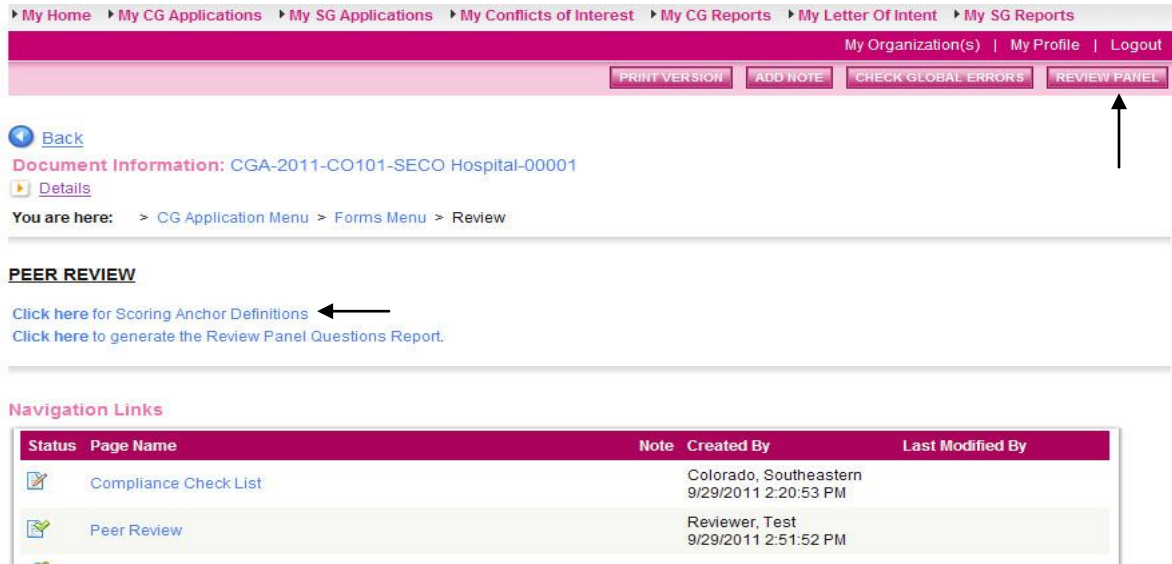 My Home My CG Applications My SG Applications My Conflicts of Interest My CG Reports My Letter Of Intent My SG Reports
My Organization(s) | My Profile | Logout
PRINT VERSION ADD NOTE CHECK GLOBAL ERRORS REVIEW PANEL
Back
Document Information: CGA-2011-CO101-SECO Hospital-00001
Details
You are here: > CG Application Menu > Forms Menu > Review
PEER REVIEW
Click here for Scoring Anchor Definitions
Click here to generate the Review Panel Questions Report.
Navigation Links
Status Page Name Note Created By Last Modified By
Compliance Check List Colorado, Southeastern
9/29/2011 2:20:53 PM
Peer Review Reviewer, Test
9/29/2011 2:51:52 PM